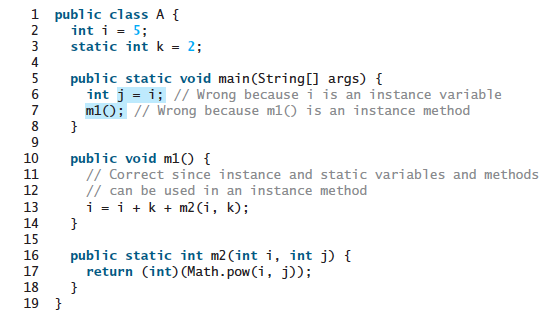 1 public class A {
2 int i = 5;
3 static int k = 2;
4
5 public static void main(String[] args) {
6 int j = i; // Wrong because i is an instance variable
7 m1(); // Wrong because m1() is an instance method
8 }
9
10 public void m1() {
11 // Correct since instance and static variables and methods
12 // can be used in an instance method
13 i = i + k + m2(i, k);
14 }
15
16 public static int m2(int i, int j) {
17 return (int)(Math.pow(i, j));
18 }
19 }